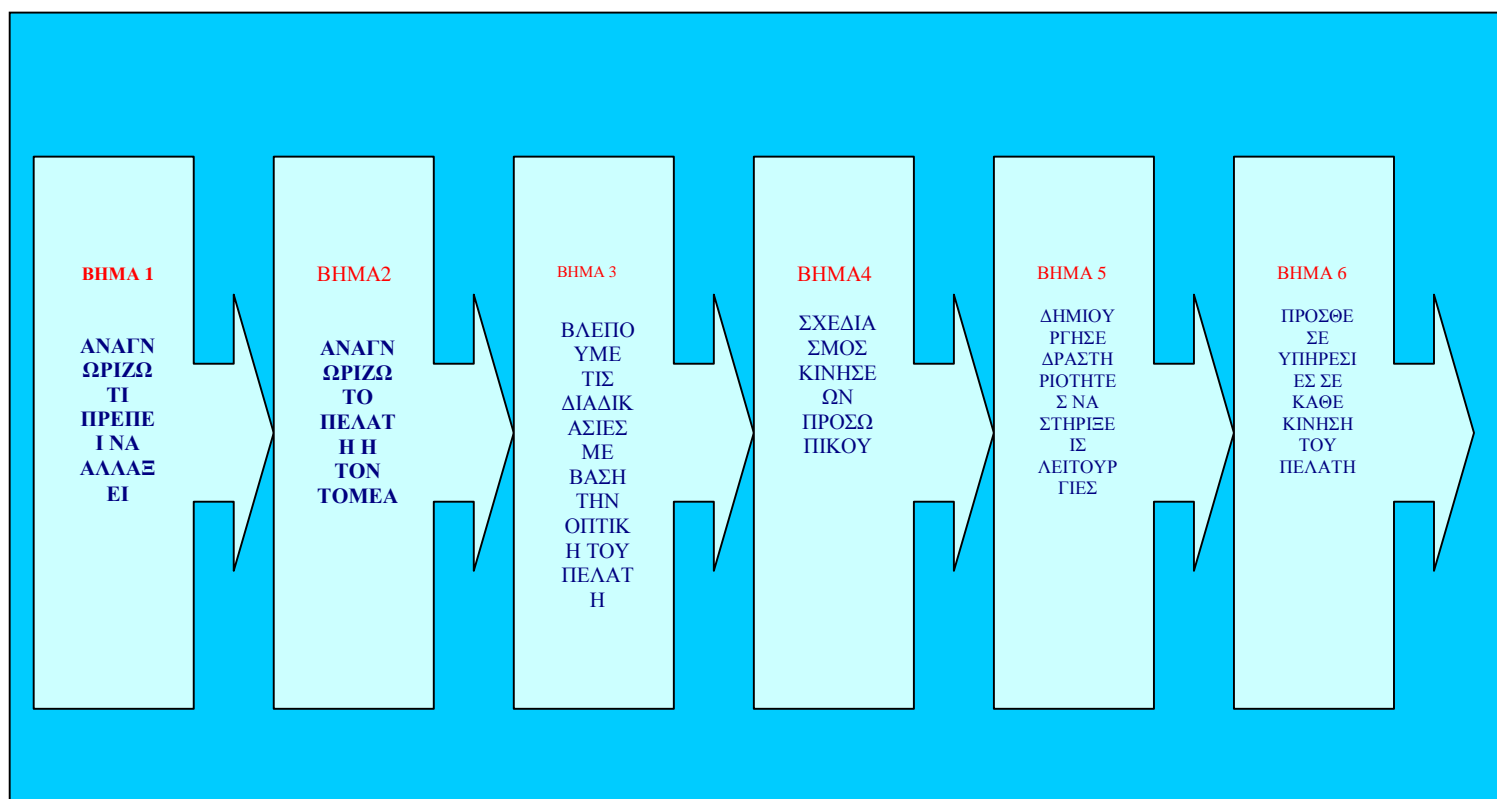 ΒΗΜΑ 1
ΑΝΑΓΝ
ΩΡΙΖΩ
ΤΙ
ΠΡΕΠΕ
Ι ΝΑ
ΑΛΛΑΞ
ΕΙ
ΒΗΜΑ2
ΑΝΑΓΝ
ΩΡΙΖΩ
ΤΟ
ΠΕΛΑΤ
Η Η
ΤΟΝ
ΤΟΜΕΑ
ΒΗΜΑ 3
ΒΛΕΠΟ
ΥΜΕ
ΤΙΣ
ΔΙΑΔΙΚ
ΑΣΙΕΣ
ΜΕ
ΒΑΣΗ
ΤΗΝ
ΟΠΤΙΚ
Η ΤΟΥ
ΠΕΛΑΤ
Η
ΒΗΜΑ4
ΣΧΕΔΙΑ
ΣΜΟΣ
ΚΙΝΗΣΕ
ΩΝ
ΠΡΟΣΩ
ΠΙΚΟΥ
ΒΗΜΑ 5
ΔΗΜΙΟΥ
ΡΓΗΣΕ
ΔΡΑΣΤΗ
ΡΙΟΤΗΤΕ
Σ ΝΑ
ΣΤΗΡΙΞΕ
ΙΣ
ΛΕΙΤΟΥΡ
ΓΙΕΣ
ΒΗΜΑ 6
ΠΡΟΣΘΕ
ΣΕ
ΥΠΗΡΕΣΙ
ΕΣ ΣΕ
ΚΑΘΕ
ΚΙΝΗΣΗ
ΤΟΥ
ΠΕΛΑΤΗ